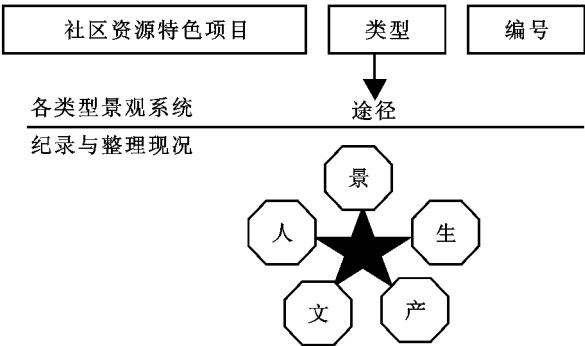 社区资源特色项目
类型
编号
各类型景观系统
途径
纪录与整理现况
景
人
生
文
产